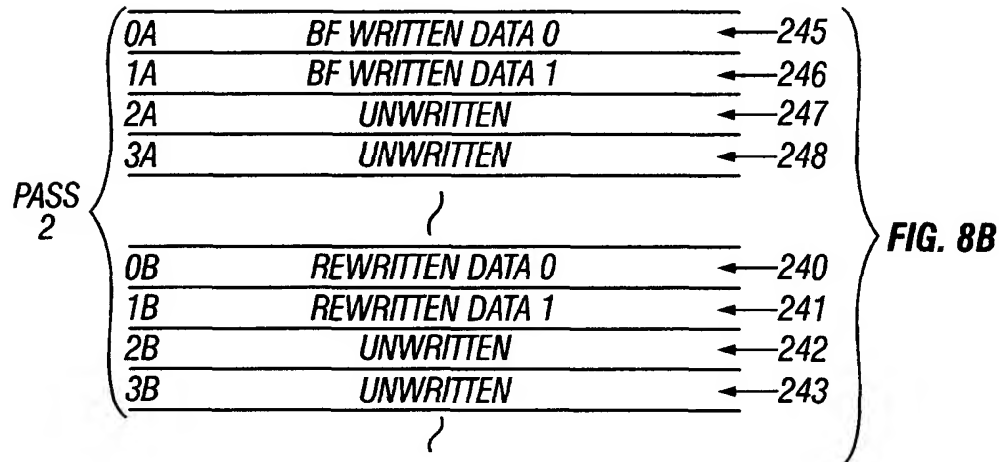 0A BF WRITTEN DATA 0 245
1A BF WRITTEN DATA 1 246
2A UNWRITTEN 247
3A UNWRITTEN 248
PASS
2
FIG. 8B
0B REWRITTEN DATA 0 240
1B REWRITTEN DATA 1 241
2B UNWRITTEN 242
3B UNWRITTEN 243